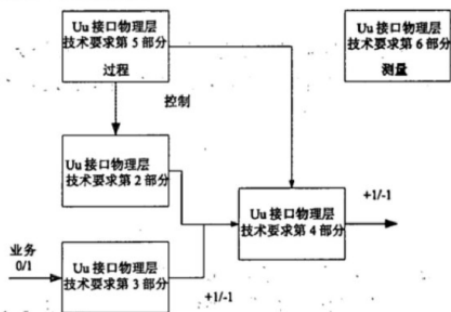 Uu 接口物理层
技术要求第 5 部分
过程
Uu 接口物理层
技术要求第 6 部分
测量
控制
Uu 接口物理层
技术要求第 2 部分
Uu 接口物理层
技术要求第 4 部分
+1/-1
业务
0/1
Uu 接口物理层
技术要求第 3 部分
+1/-1